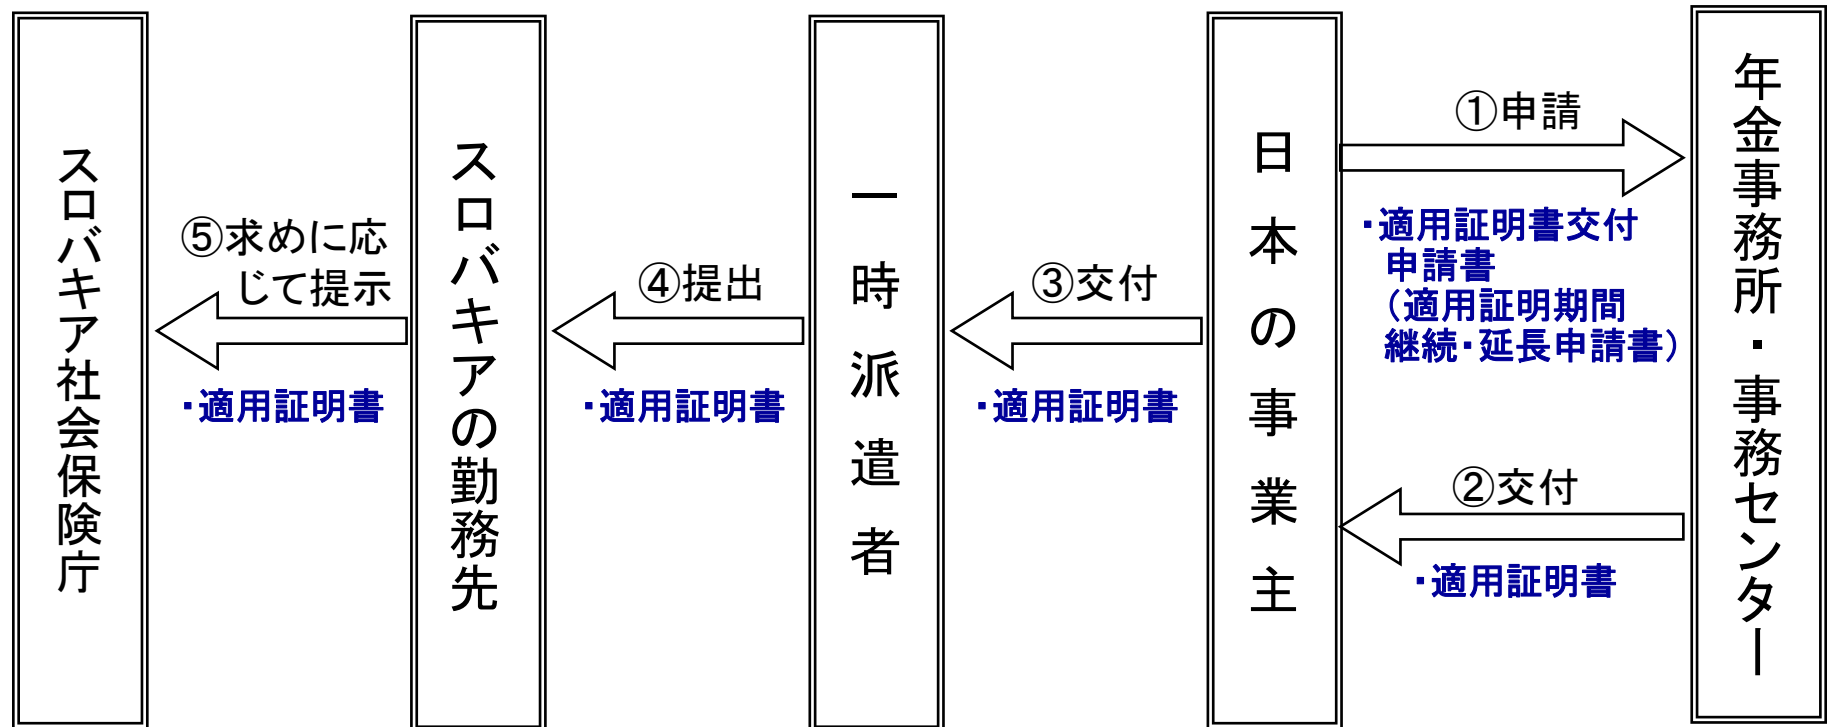 スロバキア社会保険庁
⑤求めに応
じて提示
・適用証明書
スロバキアの勤務先
④提出
・適用証明書
一時派遣者
③交付
・適用証明書
日本の事業主
①申請
・適用証明書交付
申請書
（適用証明期間
継続・延長申請書）
②交付
・適用証明書
年金事務所・事務センター